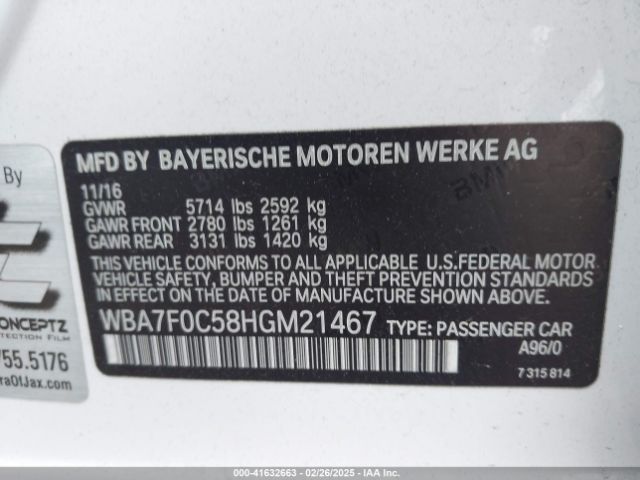 By
CONCEPTZ
755.5176
raOfJax.com
MFD BY BAYERISCHE MOTOREN WERKE AG
11/16
GVWR 5714 lbs 2592 kg
GAWR FRONT 2780 lbs 1261 kg
GAWR REAR 3131 lbs 1420 kg
THIS VEHICLE CONFORMS TO ALL APPLICABLE U.S.FEDERAL MOTOR
VEHICLE SAFETY, BUMPER AND THEFT PREVENTION STANDARDS
IN EFFECT ON THE DATE OF MANUFACTURE SHOWN ABOVE.
WBA7F0C58HGM21467 TYPE: PASSENGER CAR
A96/0
7 315 814
000-41632663 - 02/26/2025 - IAA Inc.